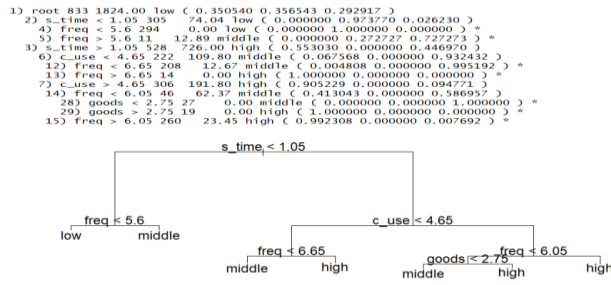 1) root 833 1824.00 low ( 0.350540 0.356543 0.292917 )
2) s_time < 1.05 305 74.04 low ( 0.000000 0.973770 0.026230 )
4) freq < 5.6 294 0.00 low ( 0.000000 1.000000 0.000000 ) *
5) freq > 5.6 11 12.89 middle ( 0.000000 0.272727 0.727273 ) *
3) s_time > 1.05 528 726.00 high ( 0.553030 0.000000 0.446970 )
6) c_use < 4.65 222 109.80 middle ( 0.067568 0.000000 0.932432 )
12) freq < 6.65 208 12.67 middle ( 0.004808 0.000000 0.995192 ) *
13) freq > 6.65 14 0.00 high ( 1.000000 0.000000 0.000000 ) *
7) c_use > 4.65 306 191.80 high ( 0.905229 0.000000 0.094771 )
14) freq < 6.05 46 62.37 middle ( 0.413043 0.000000 0.586957 )
28) goods < 2.75 27 0.00 middle ( 0.000000 0.000000 1.000000 ) *
29) goods > 2.75 19 0.00 high ( 1.000000 0.000000 0.000000 ) *
15) freq > 6.05 260 23.45 high ( 0.992308 0.000000 0.007692 ) *
s_time < 1.05
freq < 5.6
c_use < 4.65
low
middle
freq < 6.65
freq < 6.05
goods < 2.75
middle
high
middle
high
high